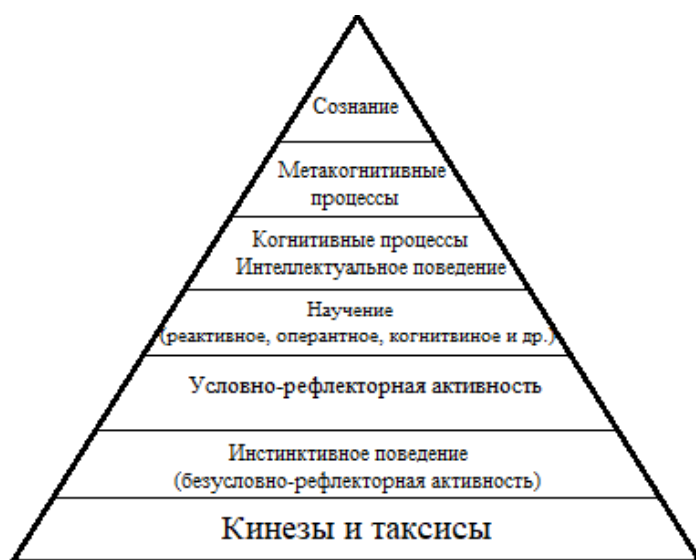 Сознание
Метакогнитивные
процессы
Когнитивные процессы
Интеллектуальное поведение
Научение
(реактивное, оперантное, когнитвиное и др.)
Условно-рефлекторная активность
Инстинктивное поведение
(безусловно-рефлекторная активность)
Кинезы и таксисы